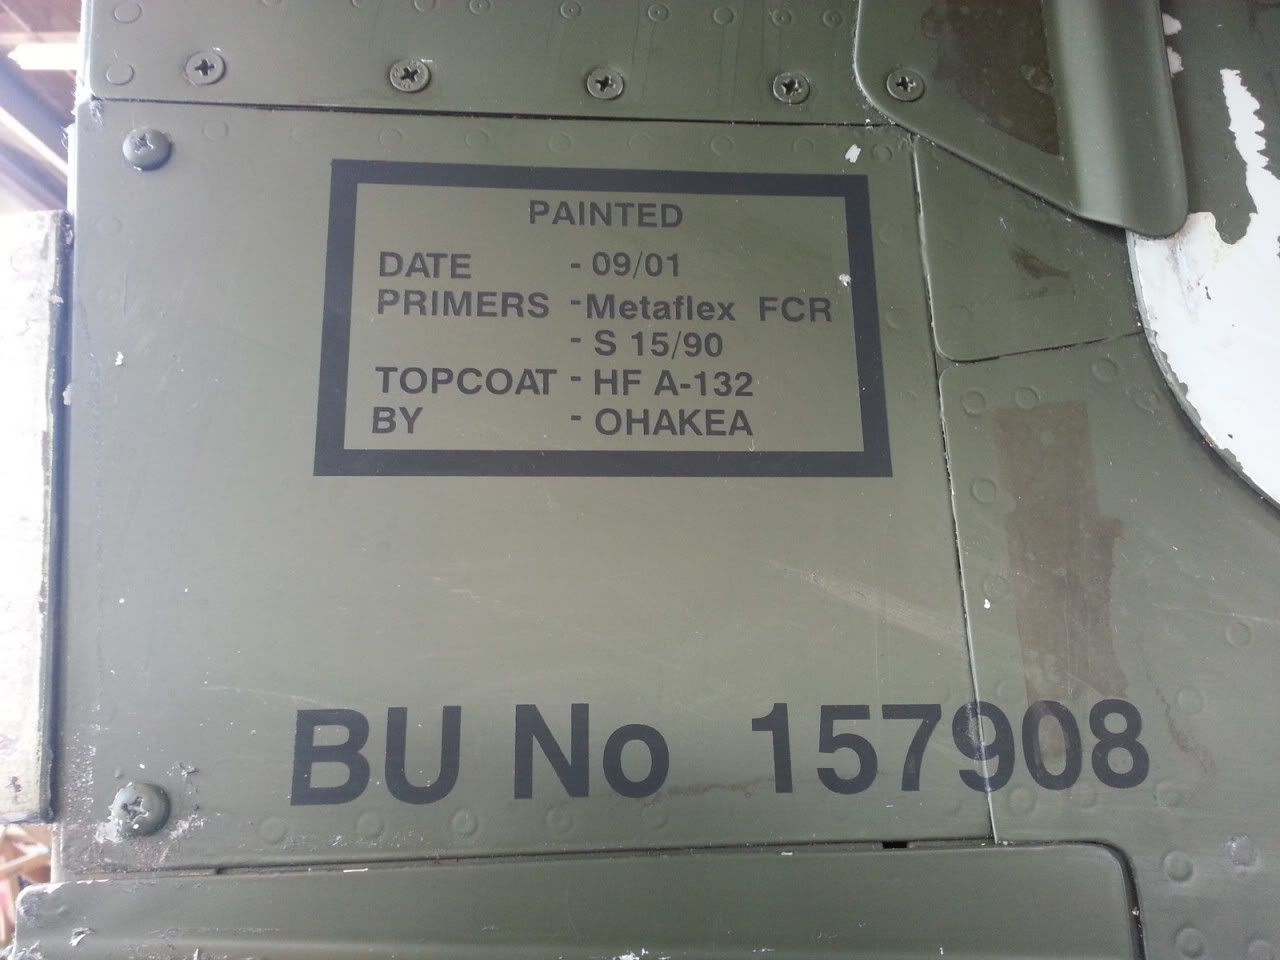 PAINTED
DATE - 09/01
PRIMERS - Metaflex FCR
- S 15/90
TOPCOAT - HF A-132
BY - OHAKEA
BU No 157908